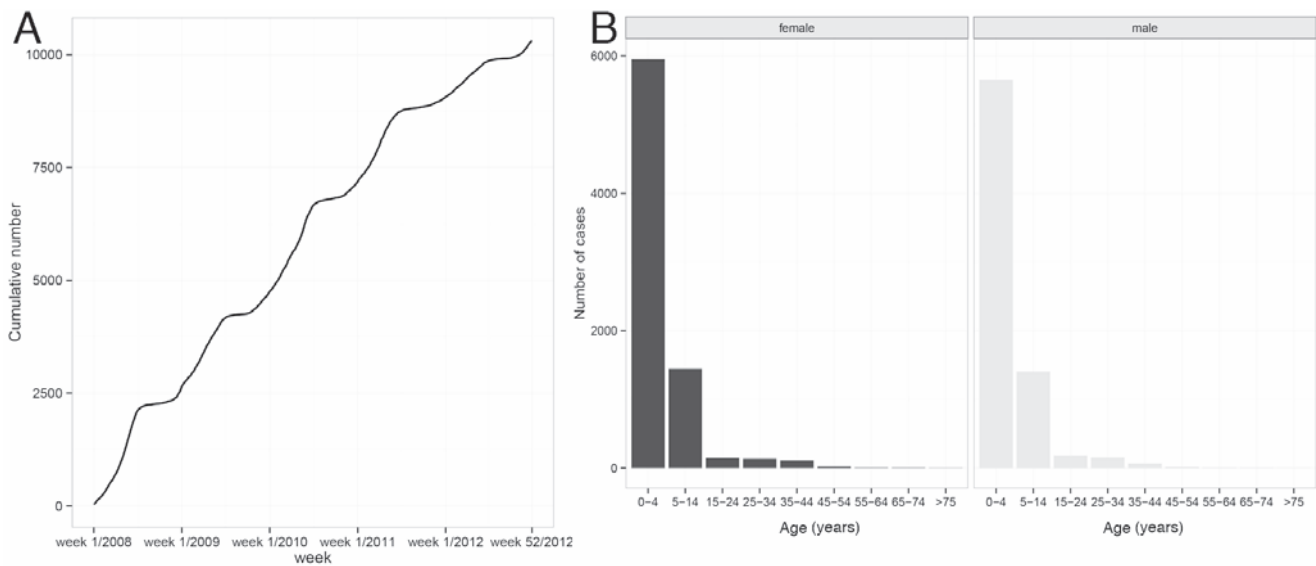 A
10000
7500
5000
2500
0
Cumulative number
week 1/2008 week 1/2009 week 1/2010 week 1/2011 week 1/2012 week 52/2012
week
B
female male
6000
4000
2000
0
Number of cases
0–4 5–14 15–24 25–34 35–44 45–54 55–64 65–74 >75 0–4 5–14 15–24 25–34 35–44 45–54 55–64 65–74 >75
Age (years) Age (years)